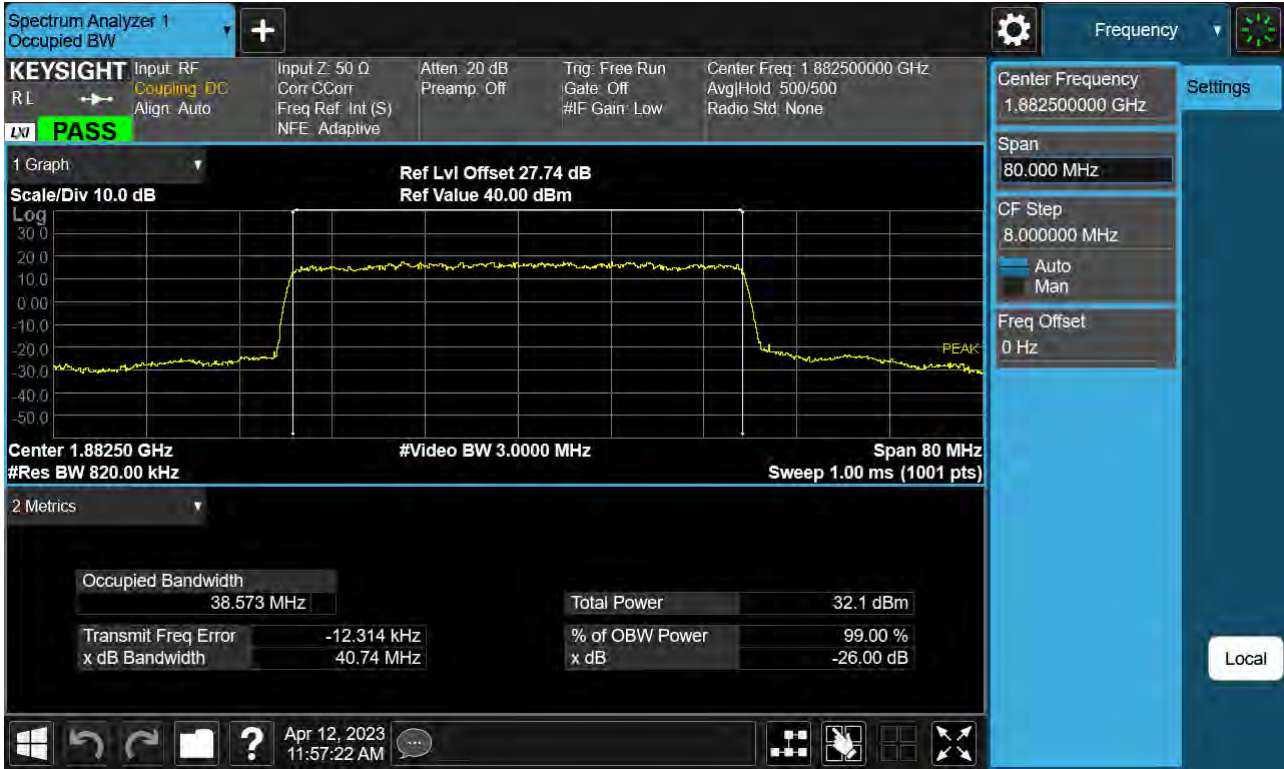 Spectrum Analyzer 1
Occupied BW
Frequency
KEYSIGHT
R L
LXI
PASS
Input: RF
Coupling: DC
Align: Auto
Input Z: 50 Ω
Corr CCorr
Freq Ref: Int (S)
NFE: Adaptive
Atten: 20 dB
Preamp: Off
Trig: Free Run
Gate: Off
#IF Gain: Low
Center Freq: 1.882500000 GHz
Avg|Hold: 500/500
Radio Std: None
1 Graph
Scale/Div 10.0 dB
Ref Lvl Offset 27.74 dB
Ref Value 40.00 dBm
Log
30.0
20.0
10.0
0.00
-10.0
-20.0
-30.0
-40.0
-50.0
PEAK
Center 1.88250 GHz
#Video BW 3.0000 MHz
Span 80 MHz
#Res BW 820.00 kHz
Sweep 1.00 ms (1001 pts)
2 Metrics
Occupied Bandwidth
38.573 MHz
Total Power 32.1 dBm
Transmit Freq Error -12.314 kHz
% of OBW Power 99.00 %
x dB Bandwidth 40.74 MHz
x dB -26.00 dB
Center Frequency
1.882500000 GHz
Settings
Span
80.000 MHz
CF Step
8.000000 MHz
Auto
Man
Freq Offset
0 Hz
Local
?
Apr 12, 2023
11:57:22 AM